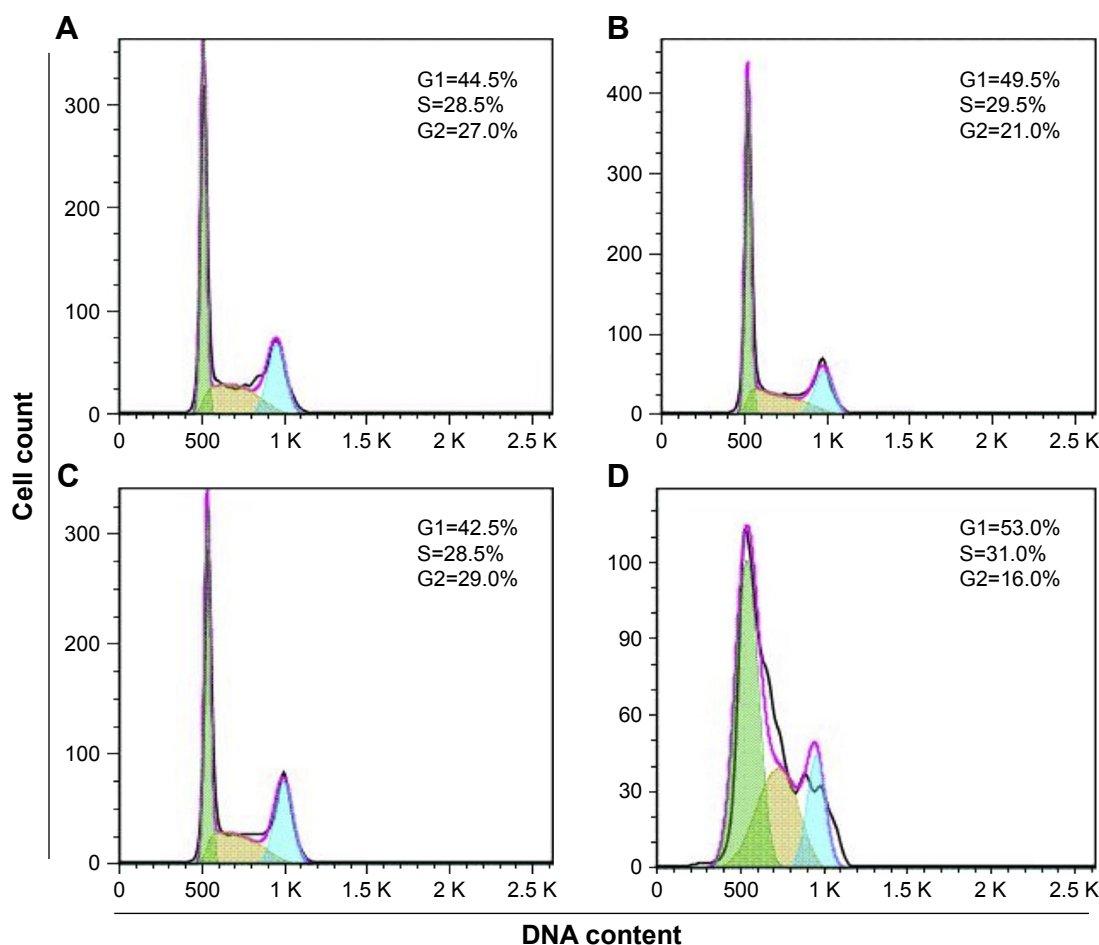 A
G1=44.5%
S=28.5%
G2=27.0%
300
200
100
0
0 500 1 K 1.5 K 2 K 2.5 K
B
G1=49.5%
S=29.5%
G2=21.0%
400
300
200
100
0
0 500 1 K 1.5 K 2 K 2.5 K
C
G1=42.5%
S=28.5%
G2=29.0%
300
200
100
0
0 500 1 K 1.5 K 2 K 2.5 K
D
G1=53.0%
S=31.0%
G2=16.0%
100
90
60
30
0
0 500 1 K 1.5 K 2 K 2.5 K
Cell count
DNA content